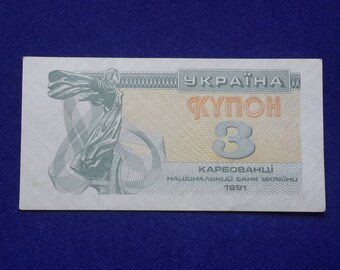 УКРАЇНА
КУПОН
3
КАРБОВАНЦІ
НАЦІОНАЛЬНИЙ БАНК УКРАЇНИ
1991